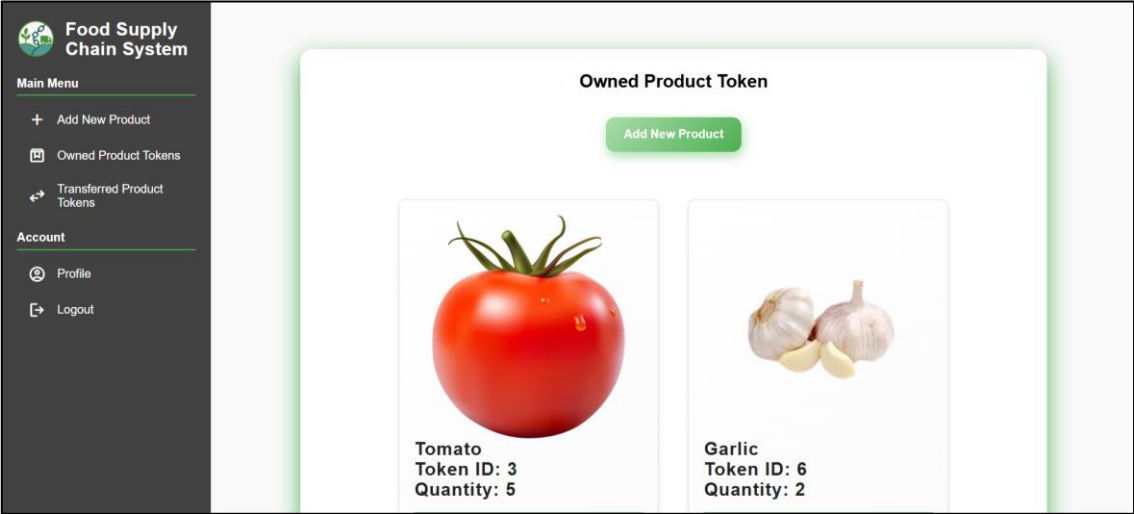 Food Supply
Chain System
Main Menu
Add New Product
Owned Product Tokens
Transferred Product
Tokens
Account
Profile
Logout
Owned Product Token
Add New Product
Tomato
Token ID: 3
Quantity: 5
Garlic
Token ID: 6
Quantity: 2